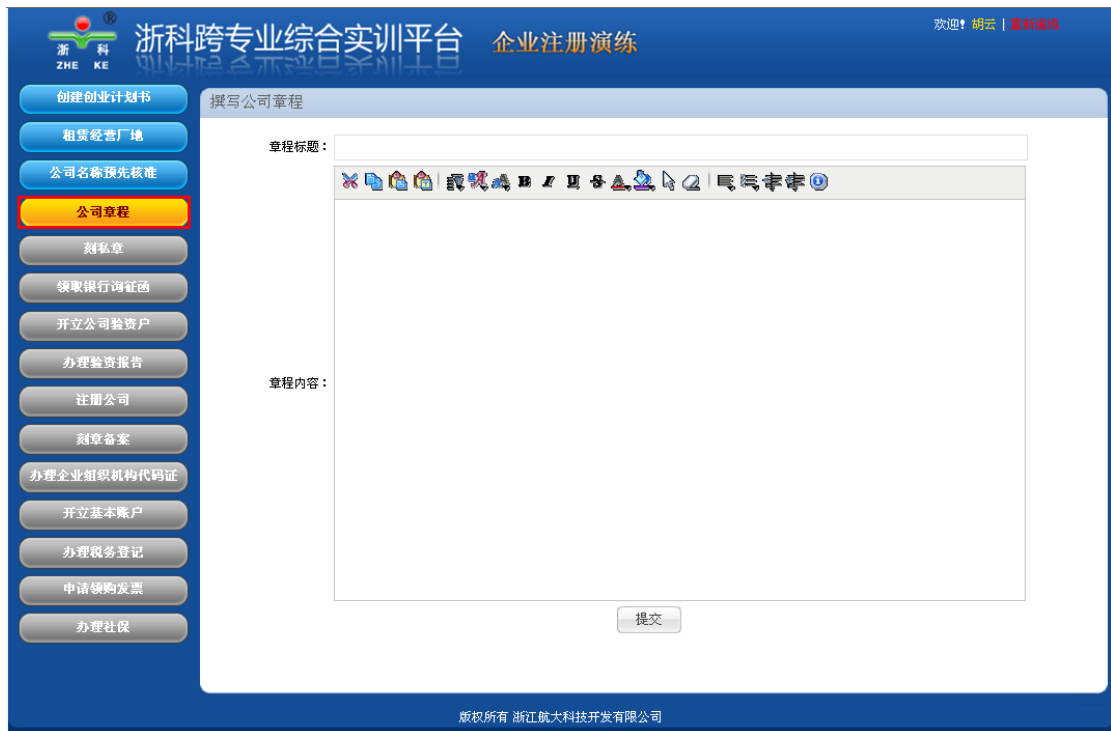 浙科
ZHE KE
®
浙科跨专业综合实训平台
企业注册演练
欢迎! 胡云 | 重新演练
创建创业计划书
租赁经营厂地
公司名称预先核准
公司章程
刻私章
领取银行询征函
开立公司验资户
办理验资报告
注册公司
刻章备案
办理企业组织机构代码证
开立基本账户
办理税务登记
申请领购发票
办理社保
撰写公司章程
章程标题：
B I U S A
章程内容：
提交
版权所有 浙江航大科技开发有限公司